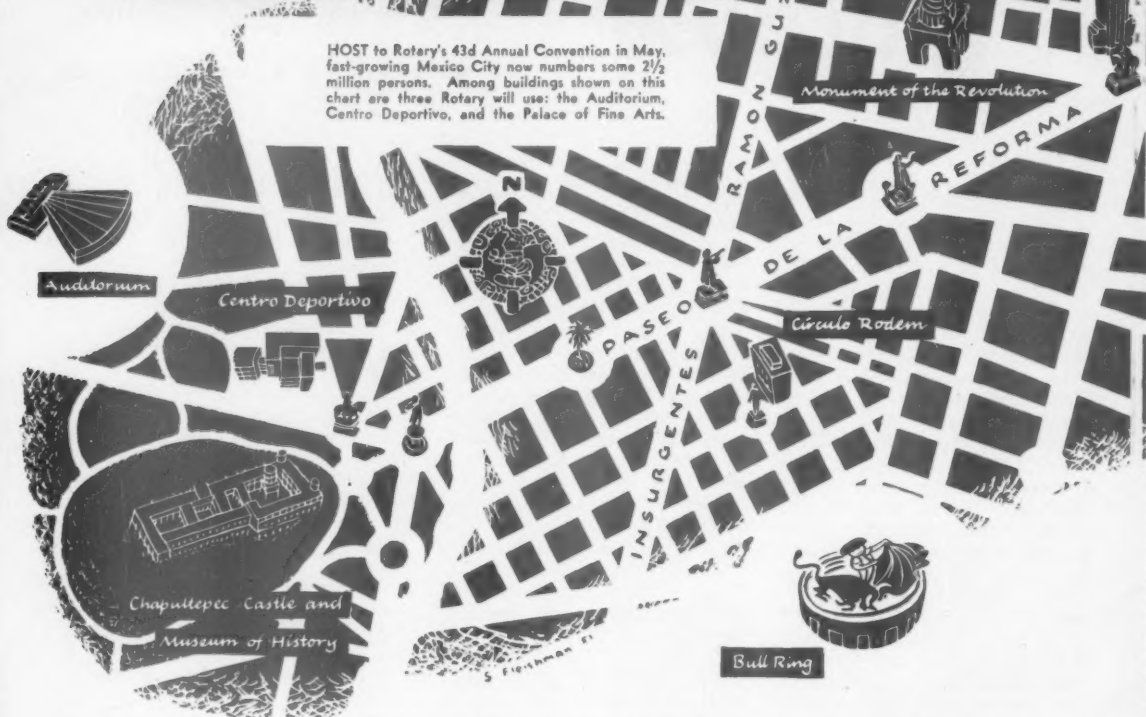 HOST to Rotary's 43d Annual Convention in May,
fast-growing Mexico City now numbers some 2½
million persons. Among buildings shown on this
chart are three Rotary will use: the Auditorium,
Centro Deportivo, and the Palace of Fine Arts.
Monument of the Revolution
RAMON GU
PASEO DE LA REFORMA
N
Auditorium
Centro Deportivo
Círculo Rodem
INSURGENTES
Chapultepec Castle and
Museum of History
Bull Ring
S. Fleishman